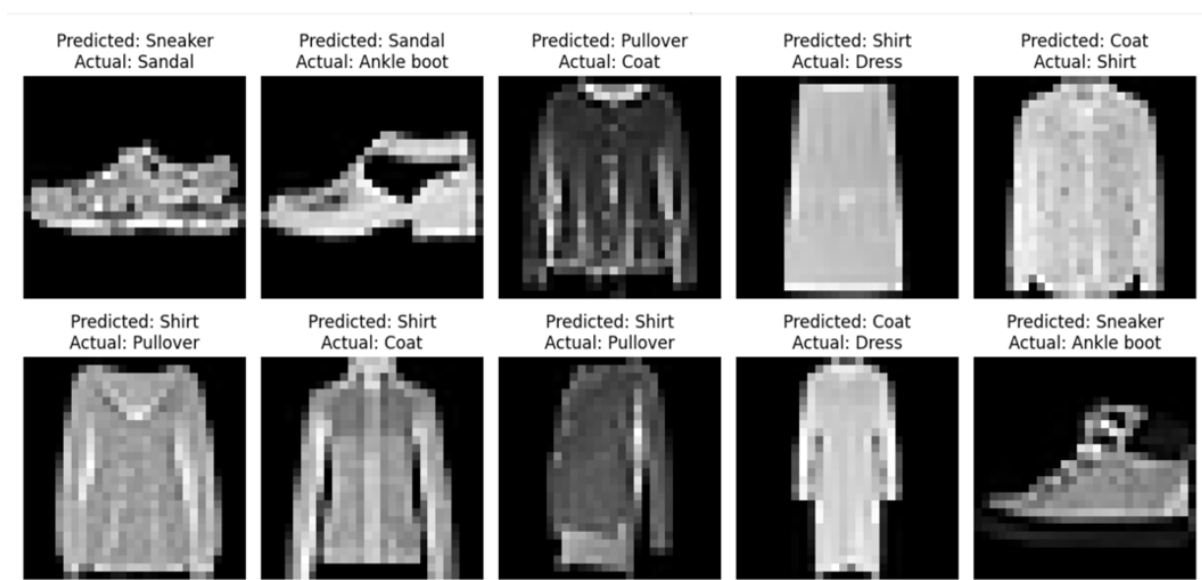 Predicted: Sneaker
Actual: Sandal
Predicted: Sandal
Actual: Ankle boot
Predicted: Pullover
Actual: Coat
Predicted: Shirt
Actual: Dress
Predicted: Coat
Actual: Shirt
Predicted: Shirt
Actual: Pullover
Predicted: Shirt
Actual: Coat
Predicted: Shirt
Actual: Pullover
Predicted: Coat
Actual: Dress
Predicted: Sneaker
Actual: Ankle boot